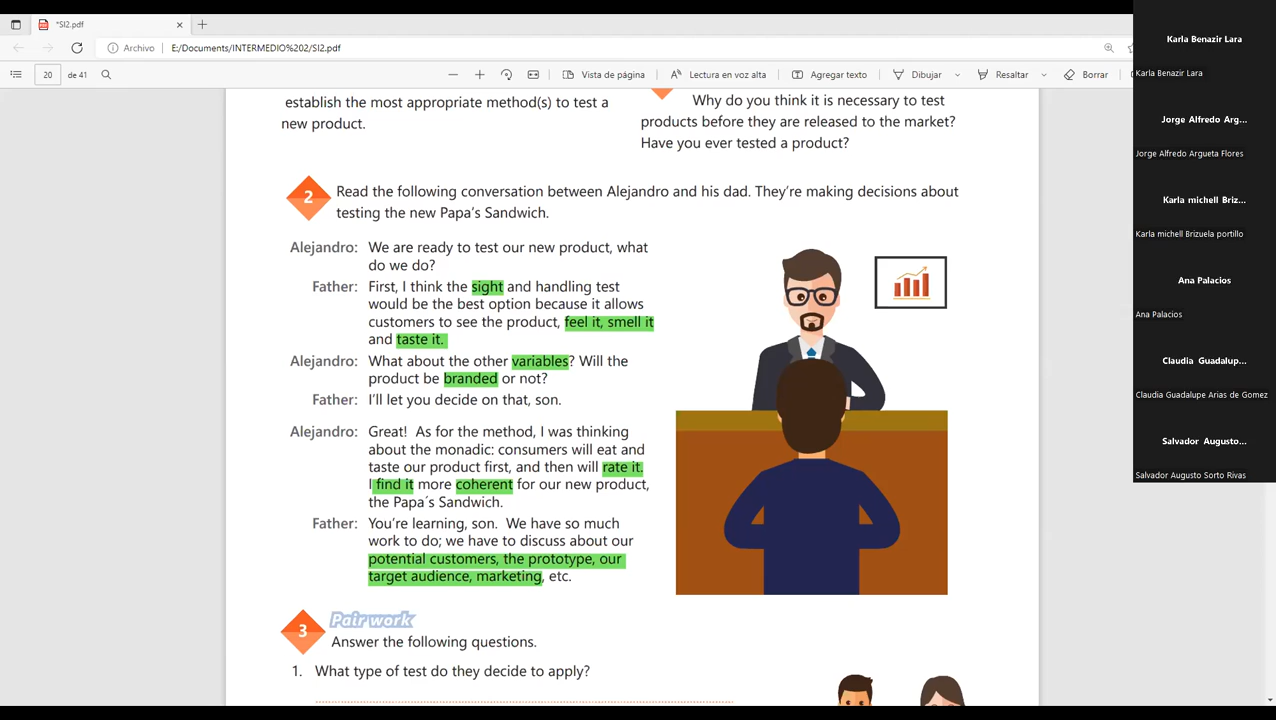 *SI2.pdf
Archivo E:/Documents/INTERMEDIO%202/SI2.pdf
20 de 41 Vista de página Lectura en voz alta Agregar texto Dibujar Resaltar Borrar
establish the most appropriate method(s) to test a
new product.
Why do you think it is necessary to test
products before they are released to the market?
Have you ever tested a product?
2 Read the following conversation between Alejandro and his dad. They're making decisions about
testing the new Papa's Sandwich.
Alejandro: We are ready to test our new product, what
do we do?
Father: First, I think the sight and handling test
would be the best option because it allows
customers to see the product, feel it, smell it
and taste it.
Alejandro: What about the other variables? Will the
product be branded or not?
Father: I'll let you decide on that, son.
Alejandro: Great! As for the method, I was thinking
about the monadic: consumers will eat and
taste our product first, and then will rate it.
I find it more coherent for our new product,
the Papa´s Sandwich.
Father: You're learning, son. We have so much
work to do; we have to discuss about our
potential customers, the prototype, our
target audience, marketing, etc.
3 Pair work
Answer the following questions.
1. What type of test do they decide to apply?
Karla Benazir Lara
Karla Benazir Lara
Jorge Alfredo Arg...
Jorge Alfredo Argueta Flores
Karla michell Briz...
Karla michell Brizuela portillo
Ana Palacios
Ana Palacios
Claudia Guadalup...
Claudia Guadalupe Arias de Gomez
Salvador Augusto...
Salvador Augusto Sorto Rivas